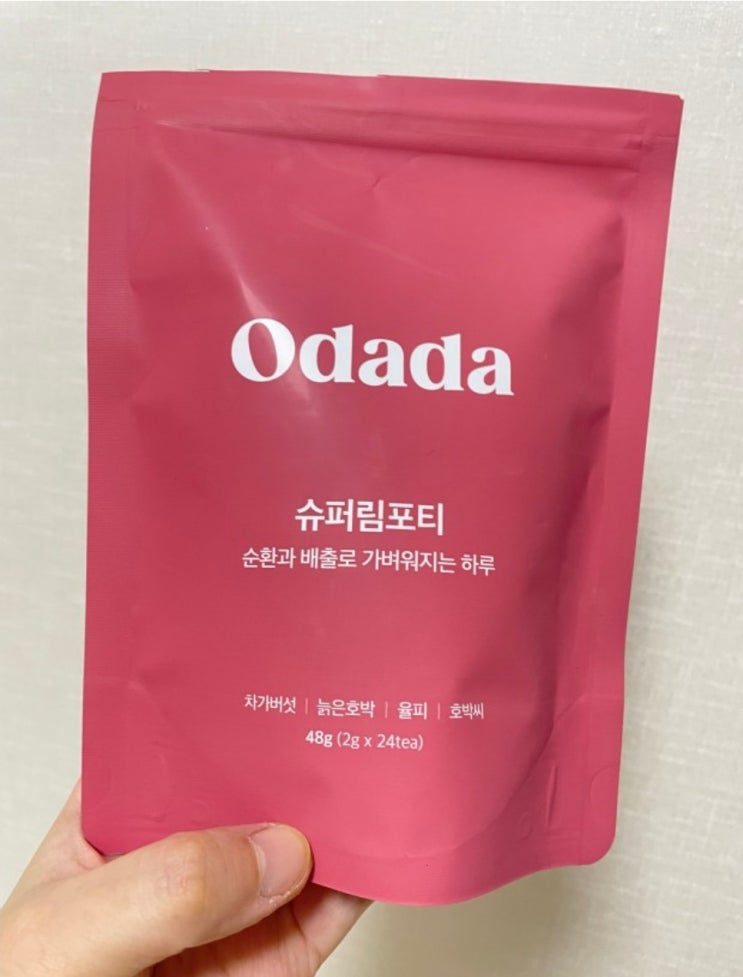 Odada
슈퍼림포티
순환과 배출로 가벼워지는 하루
차가버섯 | 늙은호박 | 율피 | 호박씨
48g (2g x 24tea)